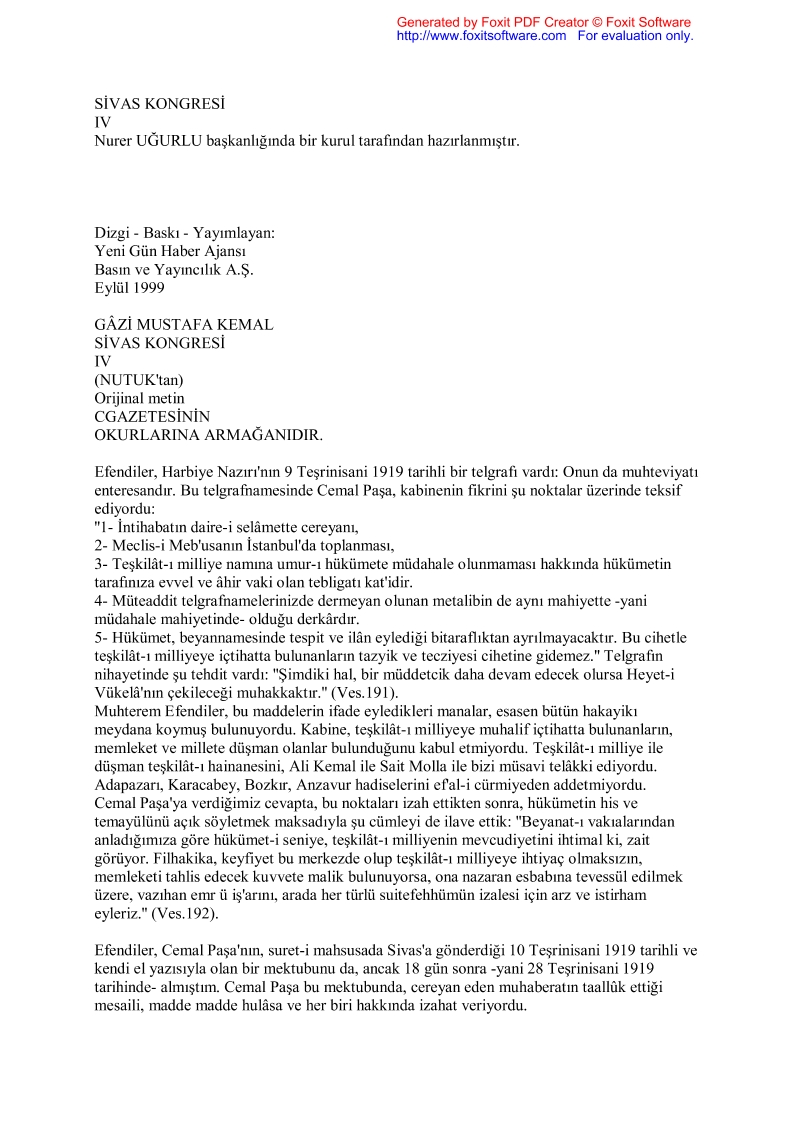 Generated by Foxit PDF Creator © Foxit Software
http://www.foxitsoftware.com   For evaluation only.
SİVAS KONGRESİ
IV
Nurer UĞURLU başkanlığında bir kurul tarafından hazırlanmıştır.
Dizgi - Baskı - Yayımlayan:
Yeni Gün Haber Ajansı
Basın ve Yayıncılık A.Ş.
Eylül 1999
GÂZİ MUSTAFA KEMAL
SİVAS KONGRESİ
IV
(NUTUK'tan)
Orijinal metin
CGAZETESİNİN
OKURLARINA ARMAĞANIDIR.
Efendiler, Harbiye Nazırı'nın 9 Teşrinisani 1919 tarihli bir telgrafı vardı: Onun da muhteviyatı
enteresandır. Bu telgrafnamesinde Cemal Paşa, kabinenin fikrini şu noktalar üzerinde teksif
ediyordu:
"1- İntihabatın daire-i selâmette cereyanı,
2- Meclis-i Meb'usanın İstanbul'da toplanması,
3- Teşkilât-ı milliye namına umur-ı hükümete müdahale olunmaması hakkında hükümetin
tarafınıza evvel ve âhir vaki olan tebligatı kat'idir.
4- Müteaddit telgrafnamelerinizde dermeyan olunan metalibin de aynı mahiyette -yani
müdahale mahiyetinde- olduğu derkârdır.
5- Hükümet, beyannamesinde tespit ve ilân eylediği bitaraflıktan ayrılmayacaktır. Bu cihetle
teşkilât-ı milliyeye içtihatta bulunanların tazyik ve tecziyesi cihetine gidemez." Telgrafın
nihayetinde şu tehdit vardı: "Şimdiki hal, bir müddetcik daha devam edecek olursa Heyet-i
Vükelâ'nın çekileceği muhakkaktır." (Ves.191).
Muhterem Efendiler, bu maddelerin ifade eyledikleri manalar, esasen bütün hakayikı
meydana koymuş bulunuyordu. Kabine, teşkilât-ı milliyeye muhalif içtihatta bulunanların,
memleket ve millete düşman olanlar bulunduğunu kabul etmiyordu. Teşkilât-ı milliye ile
düşman teşkilât-ı hainanesini, Ali Kemal ile Sait Molla ile bizi müsavi telâkki ediyordu.
Adapazarı, Karacabey, Bozkır, Anzavur hadiselerini ef'al-i cürmiyeden addetmiyordu.
Cemal Paşa'ya verdiğimiz cevapta, bu noktaları izah ettikten sonra, hükümetin his ve
temayülünü açık söyletmek maksadıyla şu cümleyi de ilave ettik: "Beyanat-ı vakıalarından
anladığımıza göre hükümet-i seniye, teşkilât-ı milliyenin mevcudiyetini ihtimal ki, zait
görüyor. Filhakika, keyfiyet bu merkezde olup teşkilât-ı milliyeye ihtiyaç olmaksızın,
memleketi tahlis edecek kuvvete malik bulunuyorsa, ona nazaran esbabına tevessül edilmek
üzere, vazıhan emr ü iş'arını, arada her türlü suitefehhümün izalesi için arz ve istirham
eyleriz." (Ves.192).
Efendiler, Cemal Paşa'nın, suret-i mahsusada Sivas'a gönderdiği 10 Teşrinisani 1919 tarihli ve
kendi el yazısıyla olan bir mektubunu da, ancak 18 gün sonra -yani 28 Teşrinisani 1919
tarihinde- almıştım. Cemal Paşa bu mektubunda, cereyan eden muhaberatın taallûk ettiği
mesaili, madde madde hulâsa ve her biri hakkında izahat veriyordu.